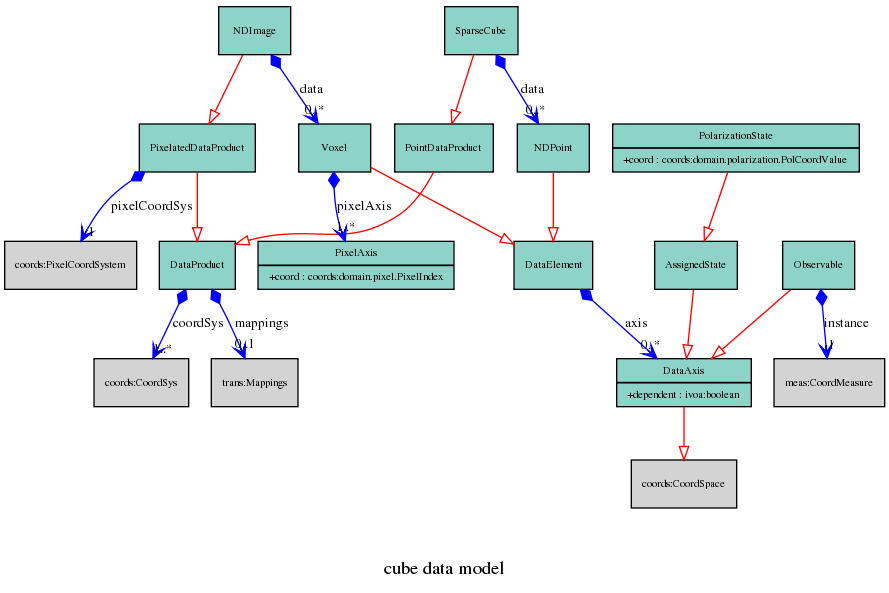 NDImage
SparseCube
data
0..*
data
0..*
PixelatedDataProduct
Voxel
PointDataProduct
NDPoint
PolarizationState
+coord : coords:domain.polarization.PolCoordValue
pixelCoordSys
1
pixelAxis
1..*
coords:PixelCoordSystem
DataProduct
PixelAxis
+coord : coords:domain.pixel.PixelIndex
DataElement
AssignedState
Observable
coordSys
1..*
mappings
0..1
axis
0..*
instance
1
coords:CoordSys
trans:Mappings
DataAxis
+dependent : ivoa:boolean
meas:CoordMeasure
coords:CoordSpace
cube data model